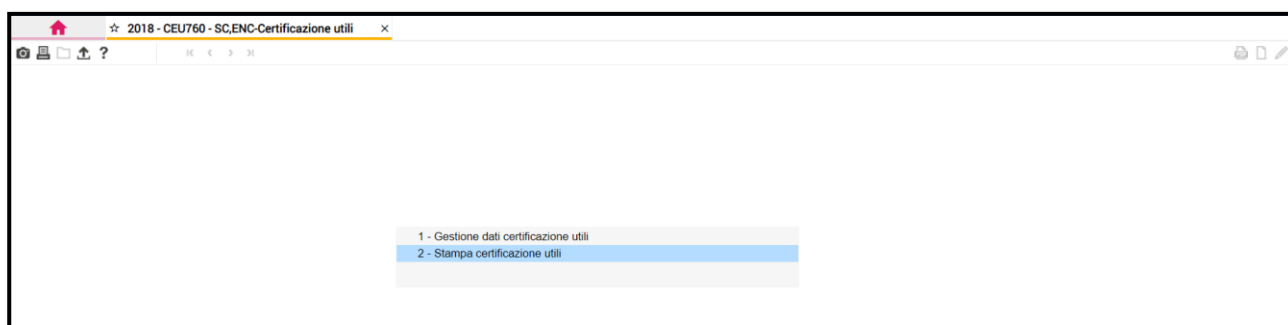 2018 - CEU760 - SC,ENC-Certificazione utili
?
1 - Gestione dati certificazione utili
2 - Stampa certificazione utili